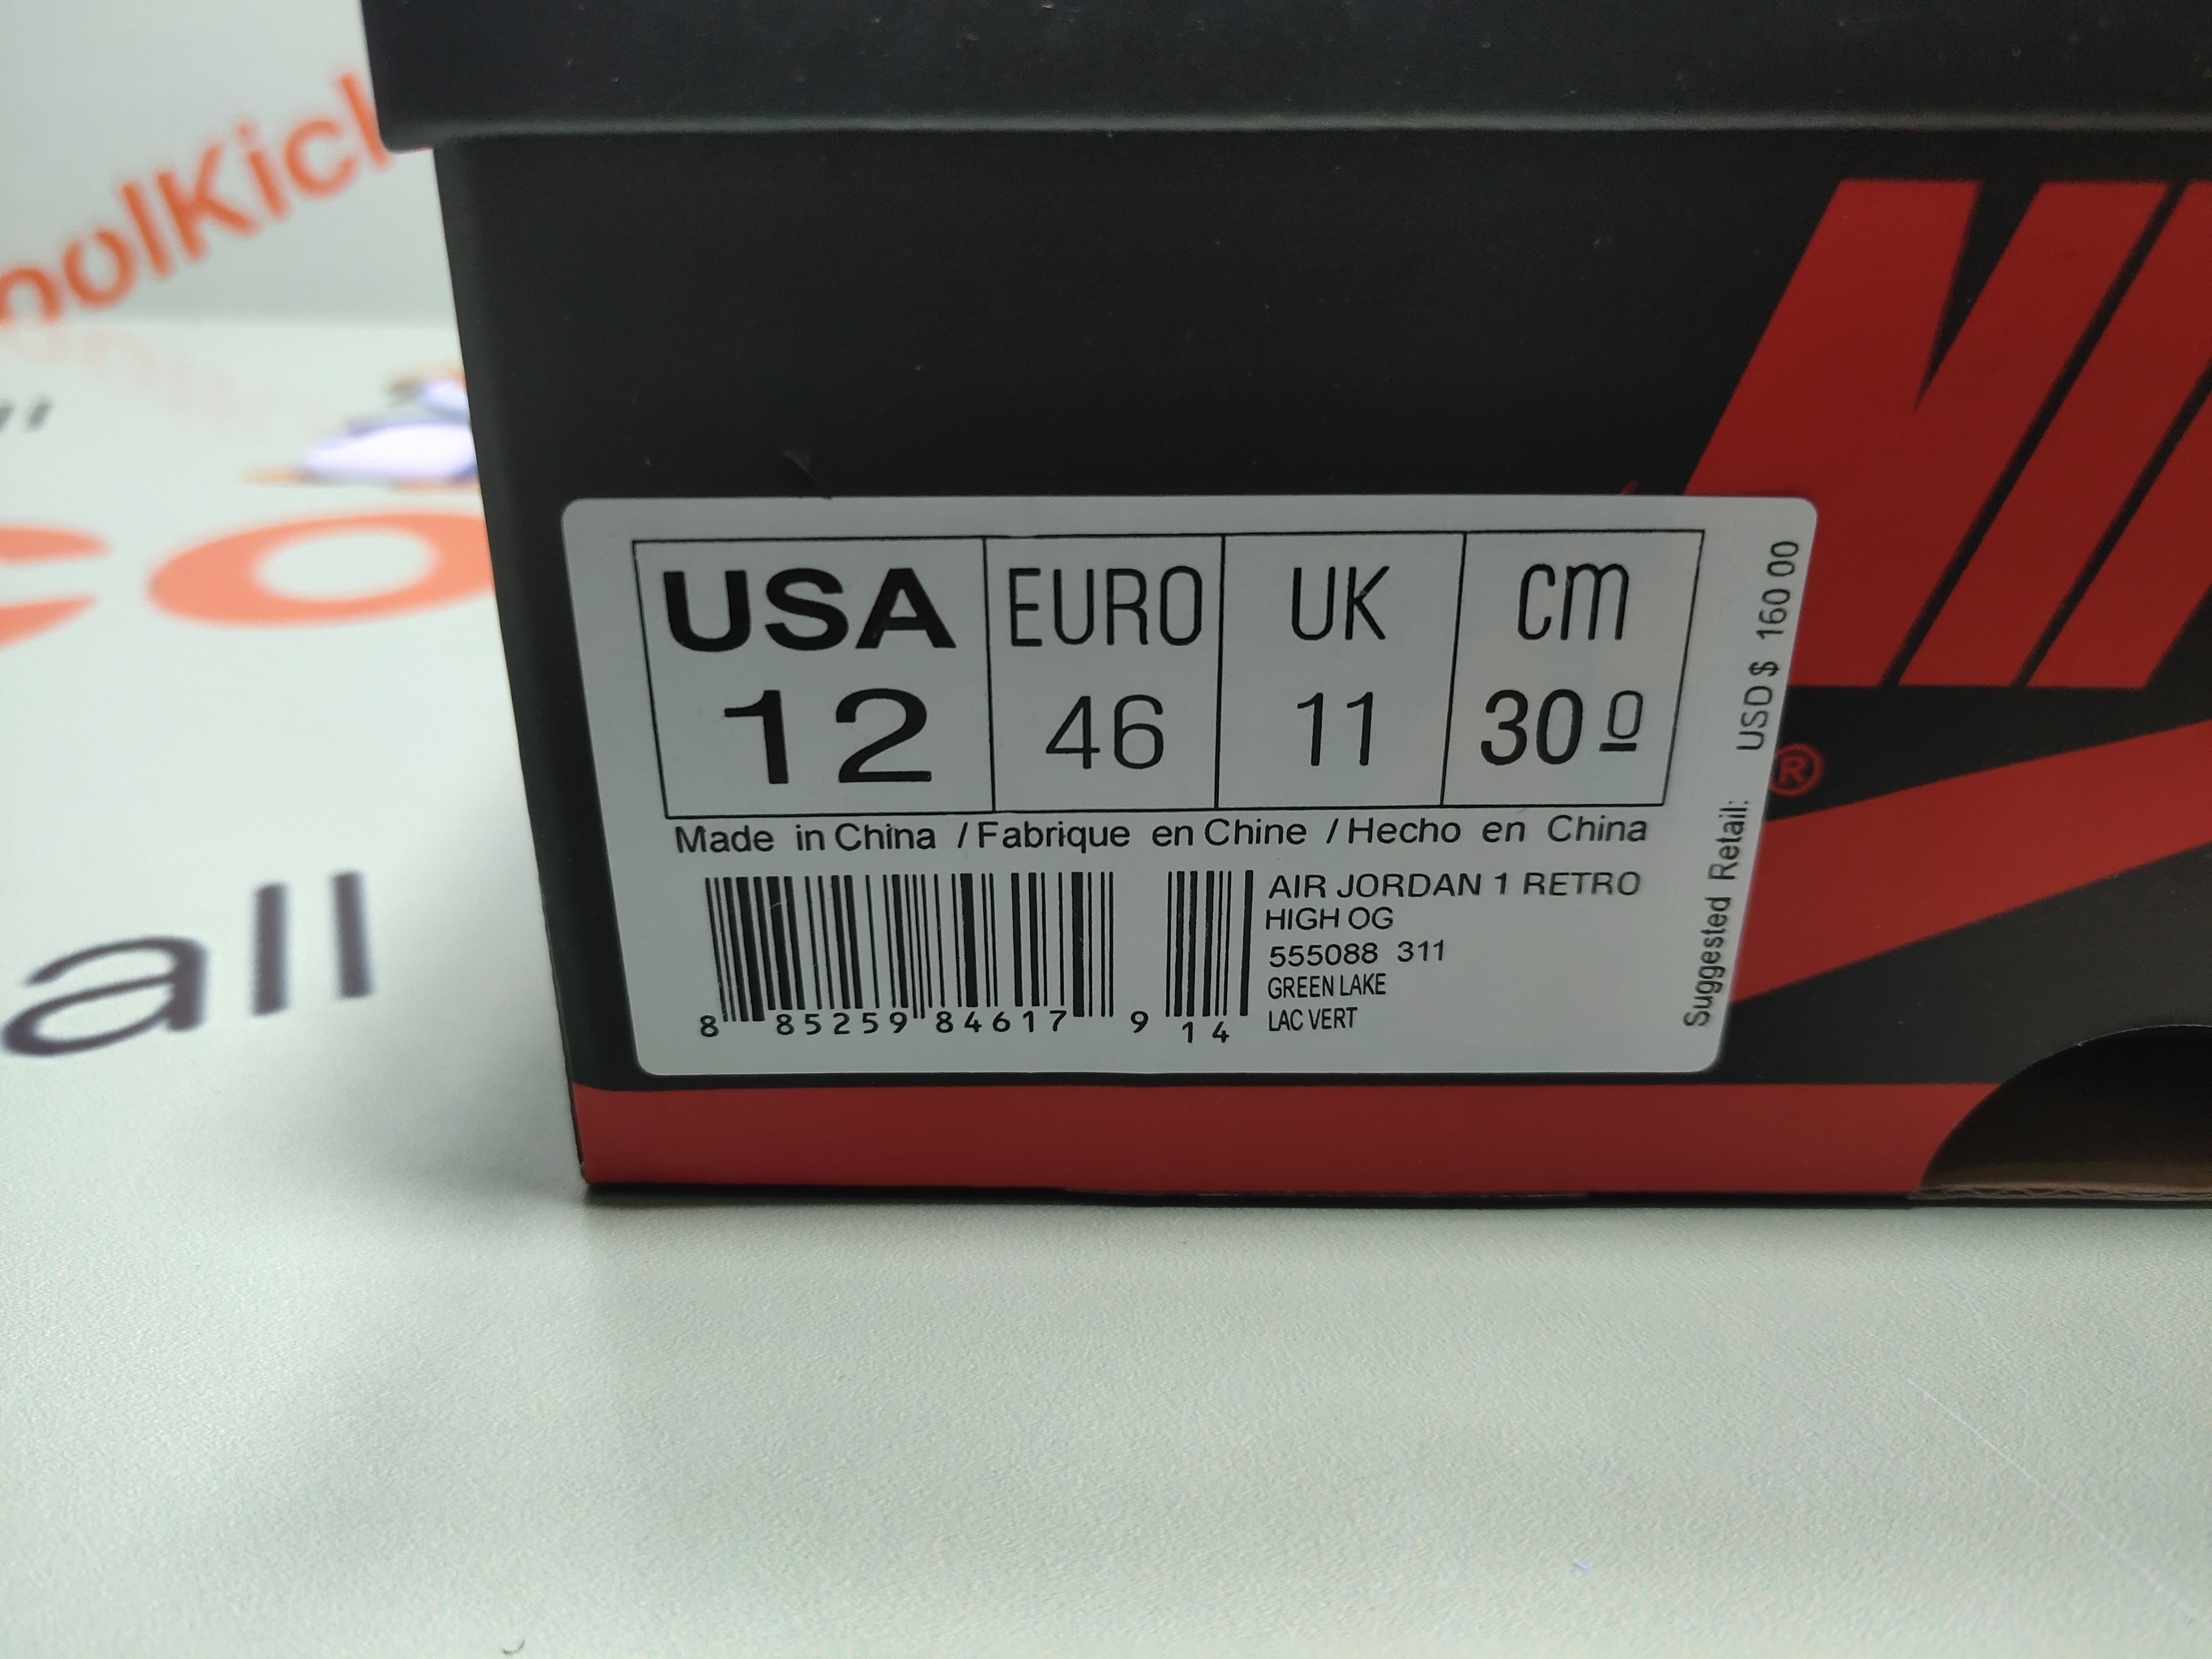 USA EURO UK cm
12 46 11 30 0
Made in China / Fabrique en Chine / Hecho en China
AIR JORDAN 1 RETRO
HIGH OG
555088 311
GREEN LAKE
LAC VERT
8 85259 84617 9 14
Suggested Retail: USD$ 160 00
®
all